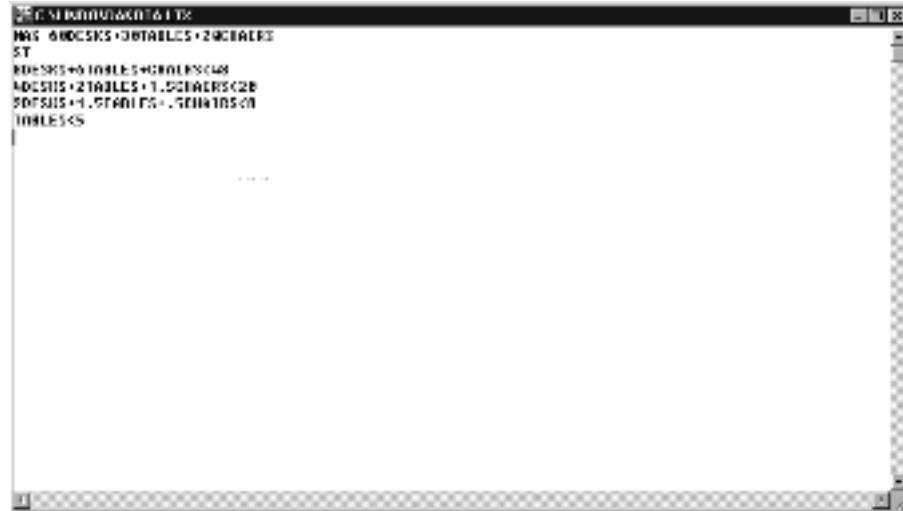 MAX 60DESKS+30TABLES+20CHAIRS
ST
8DESKS+6TABLES+CHAIRS<48
4DESKS+2TABLES+1.5CHAIRS<20
2DESKS+1.5TABLES+.5CHAIRS<8
TABLES<5